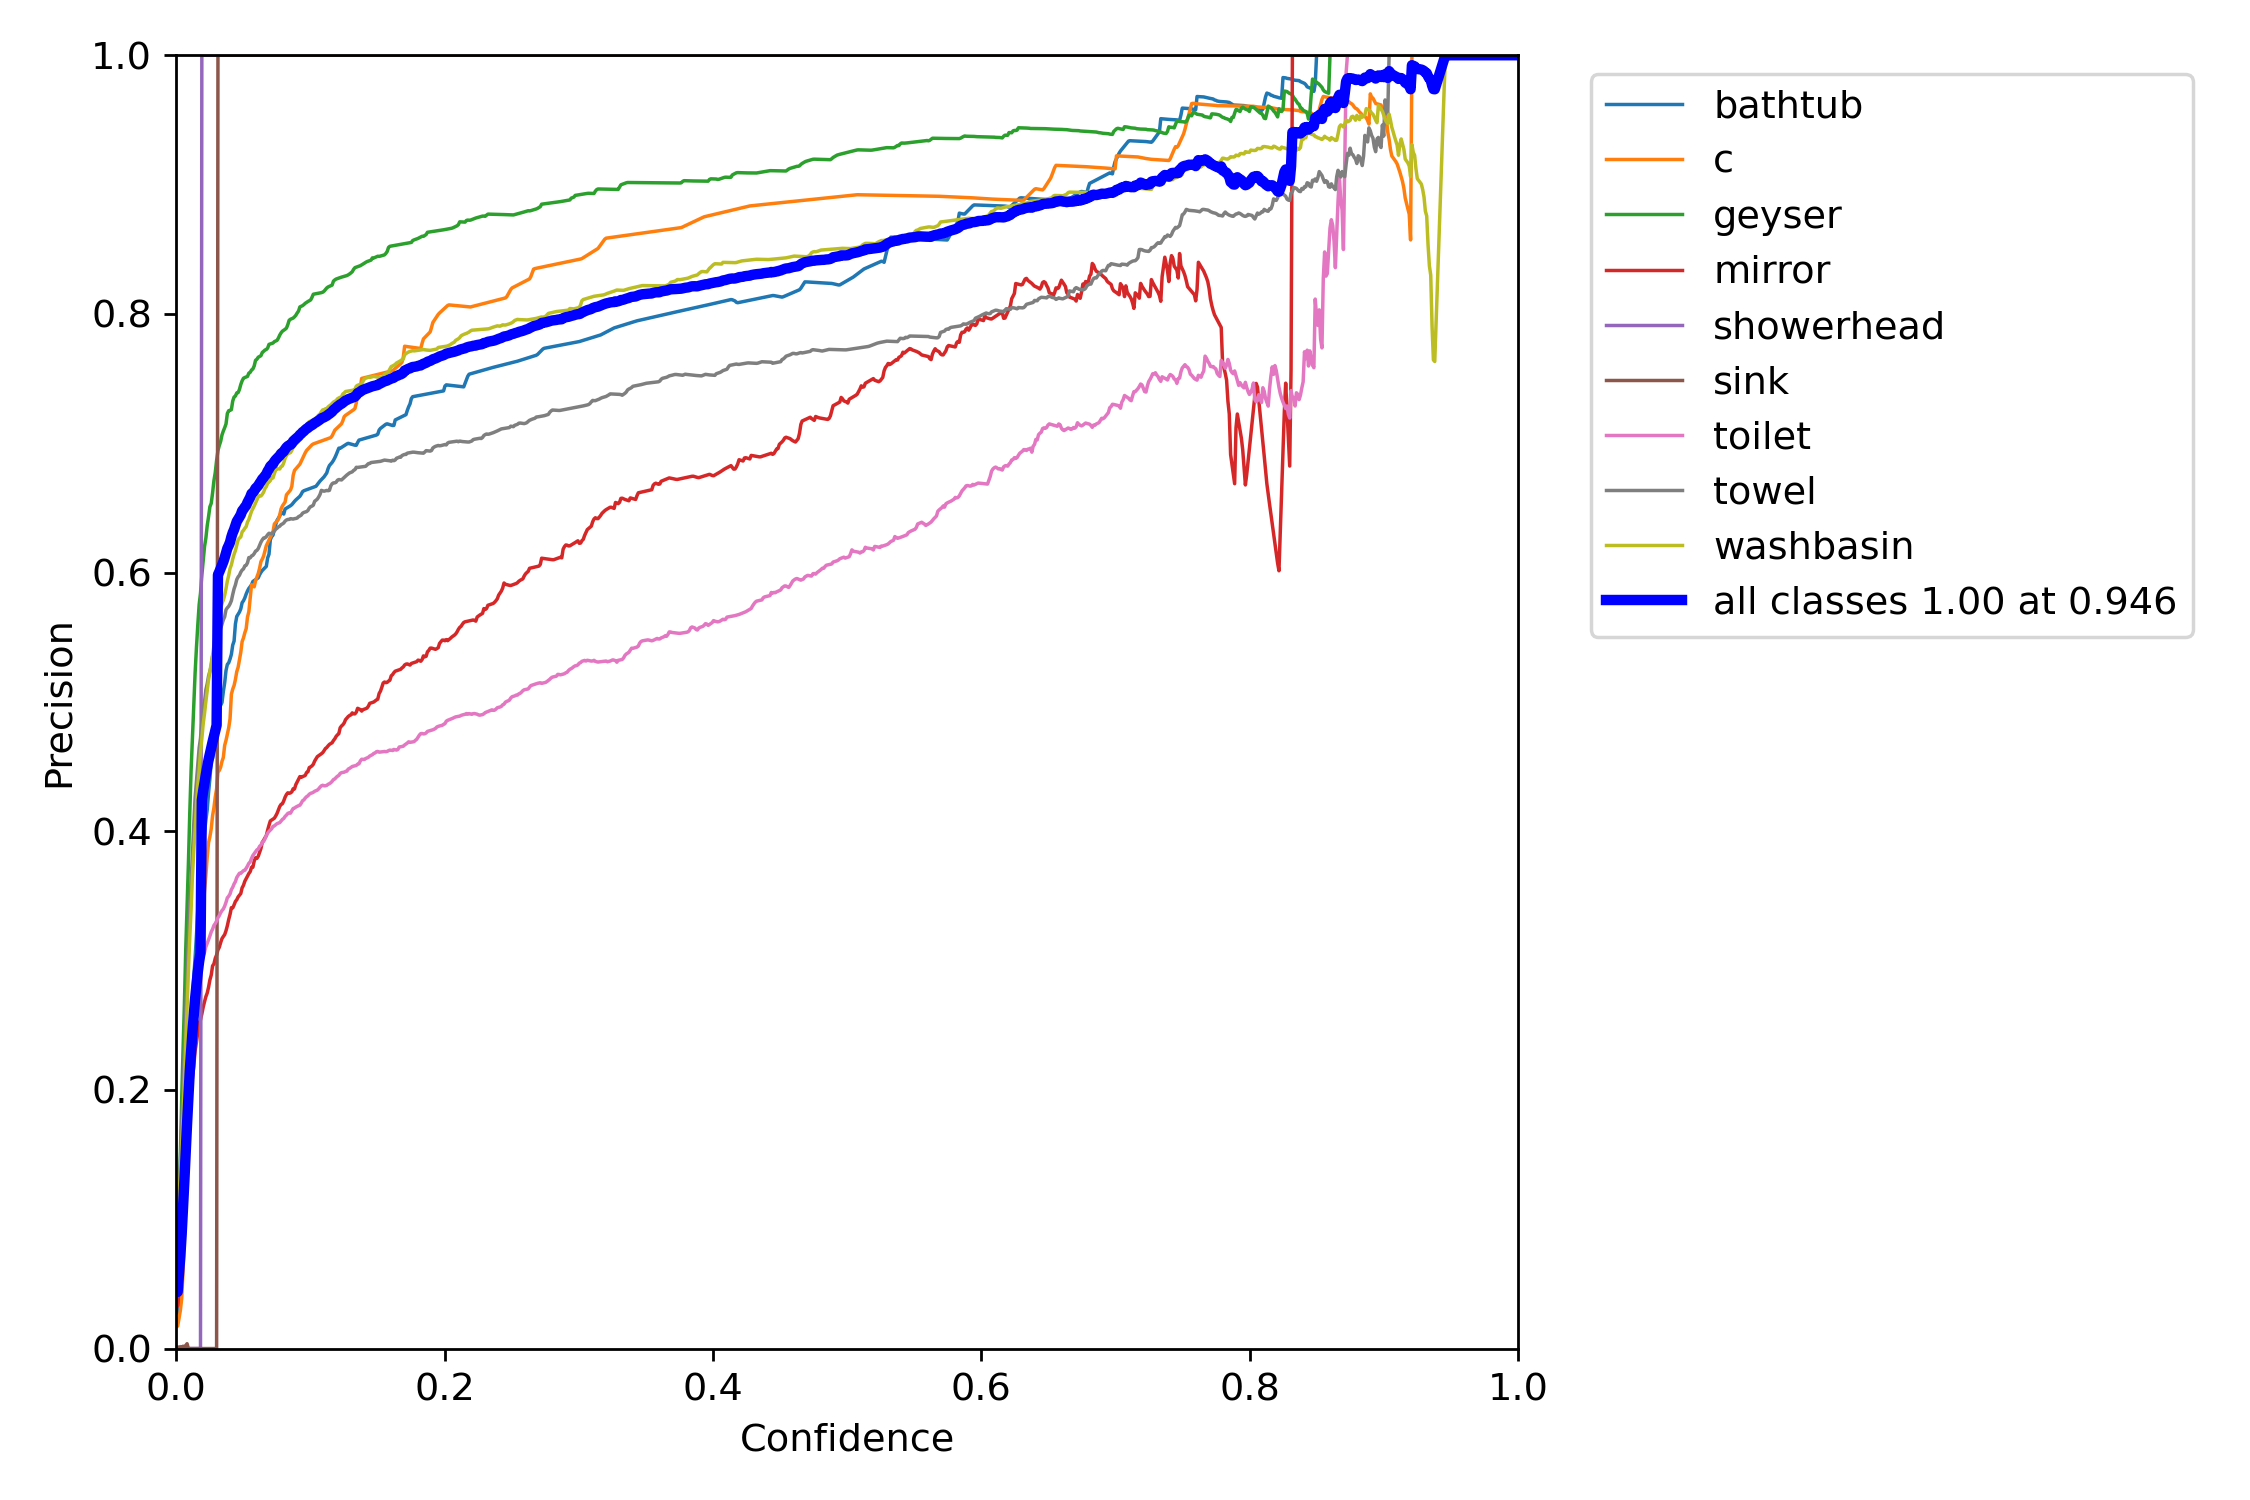 1.0
0.8
0.6
0.4
0.2
0.0
0.0 0.2 0.4 0.6 0.8 1.0
Precision
Confidence
bathtub
c
geyser
mirror
showerhead
sink
toilet
towel
washbasin
all classes 1.00 at 0.946